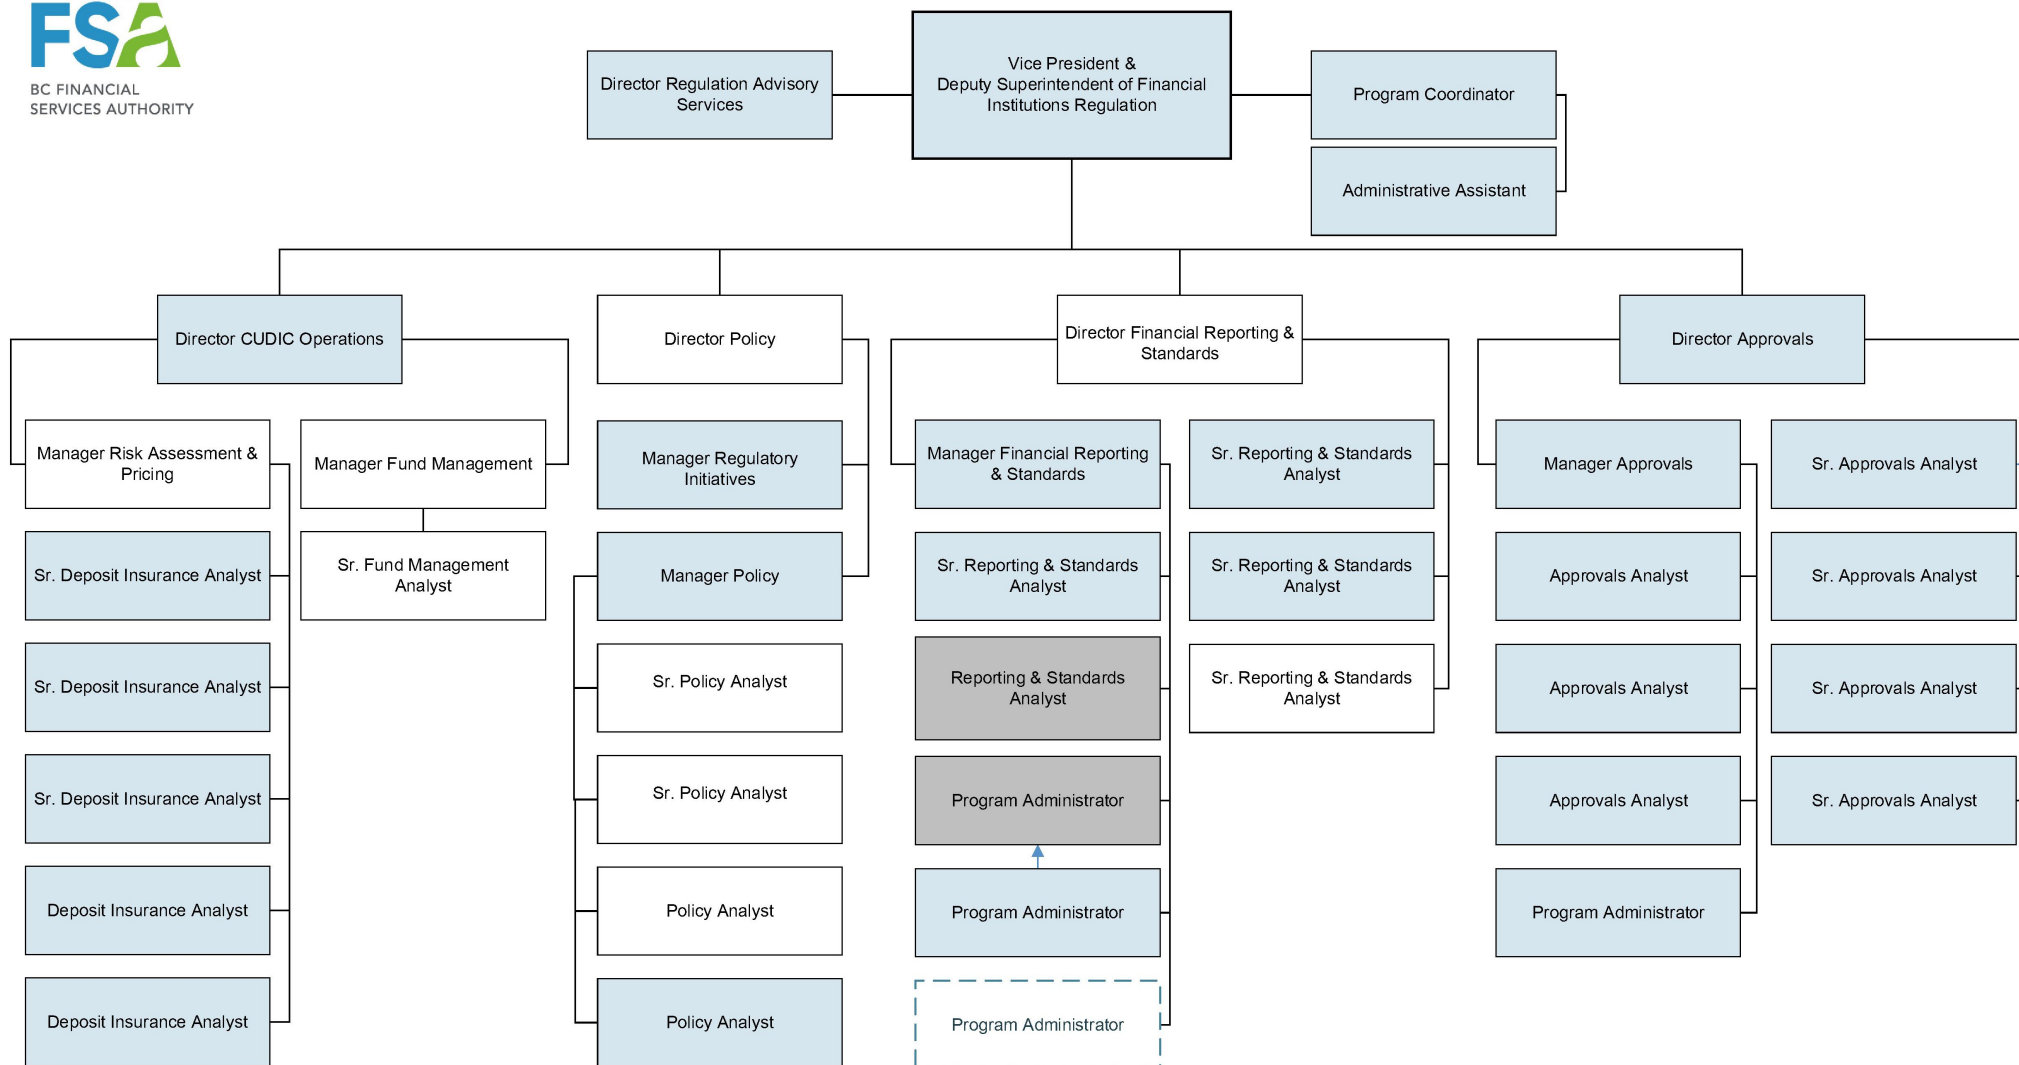 FSA
BC FINANCIAL
SERVICES AUTHORITY
Director Regulation Advisory
Services
Vice President &
Deputy Superintendent of Financial
Institutions Regulation
Program Coordinator
Administrative Assistant
Director CUDIC Operations
Director Policy
Director Financial Reporting &
Standards
Director Approvals
Manager Risk Assessment &
Pricing
Manager Fund Management
Manager Regulatory
Initiatives
Manager Financial Reporting
& Standards
Sr. Reporting & Standards
Analyst
Manager Approvals
Sr. Approvals Analyst
Sr. Deposit Insurance Analyst
Sr. Fund Management
Analyst
Manager Policy
Sr. Reporting & Standards
Analyst
Sr. Reporting & Standards
Analyst
Approvals Analyst
Sr. Approvals Analyst
Sr. Deposit Insurance Analyst
Sr. Policy Analyst
Reporting & Standards
Analyst
Sr. Reporting & Standards
Analyst
Approvals Analyst
Sr. Approvals Analyst
Sr. Deposit Insurance Analyst
Sr. Policy Analyst
Program Administrator
Approvals Analyst
Sr. Approvals Analyst
Deposit Insurance Analyst
Policy Analyst
Program Administrator
Program Administrator
Deposit Insurance Analyst
Policy Analyst
Program Administrator